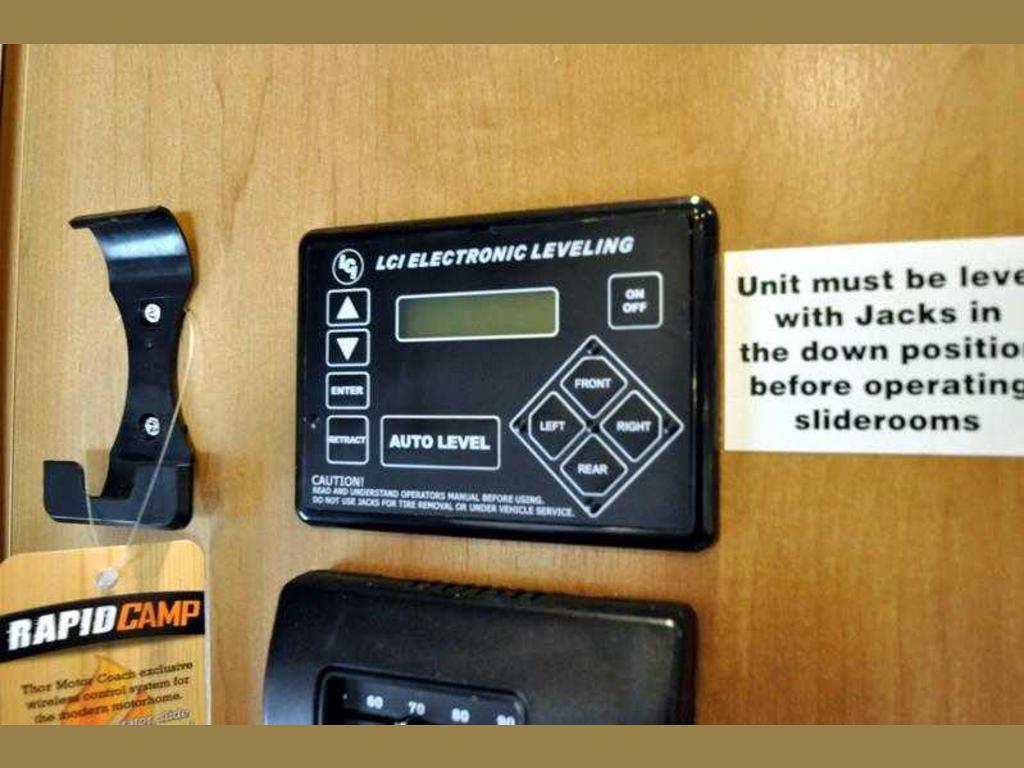 LCI
LCI ELECTRONIC LEVELING
ON
OFF
ENTER
RETRACT
AUTO LEVEL
FRONT
LEFT
RIGHT
REAR
CAUTION!
READ AND UNDERSTAND OPERATORS MANUAL BEFORE USING.
DO NOT USE JACKS FOR TIRE REMOVAL OR UNDER VEHICLE SERVICE.
Unit must be leve
with Jacks in
the down positio
before operating
sliderooms
RAPIDCAMP
Thor Motor Coach exclusive
wireless control system for
the modern motorhome.
slide
60 70 80 90